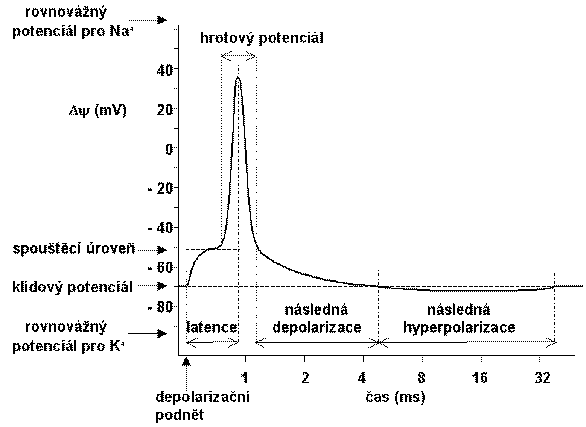 rovnovážný
potenciál pro Na⁺
hrotový potenciál
40
Δψ (mV)
20
0
- 20
- 40
spouštěcí úroveň
- 60
klidový potenciál
- 80
následná
depolarizace
následná
hyperpolarizace
latence
rovnovážný
potenciál pro K⁺
1
2
4
8
16
32
čas (ms)
depolarizační
podnět